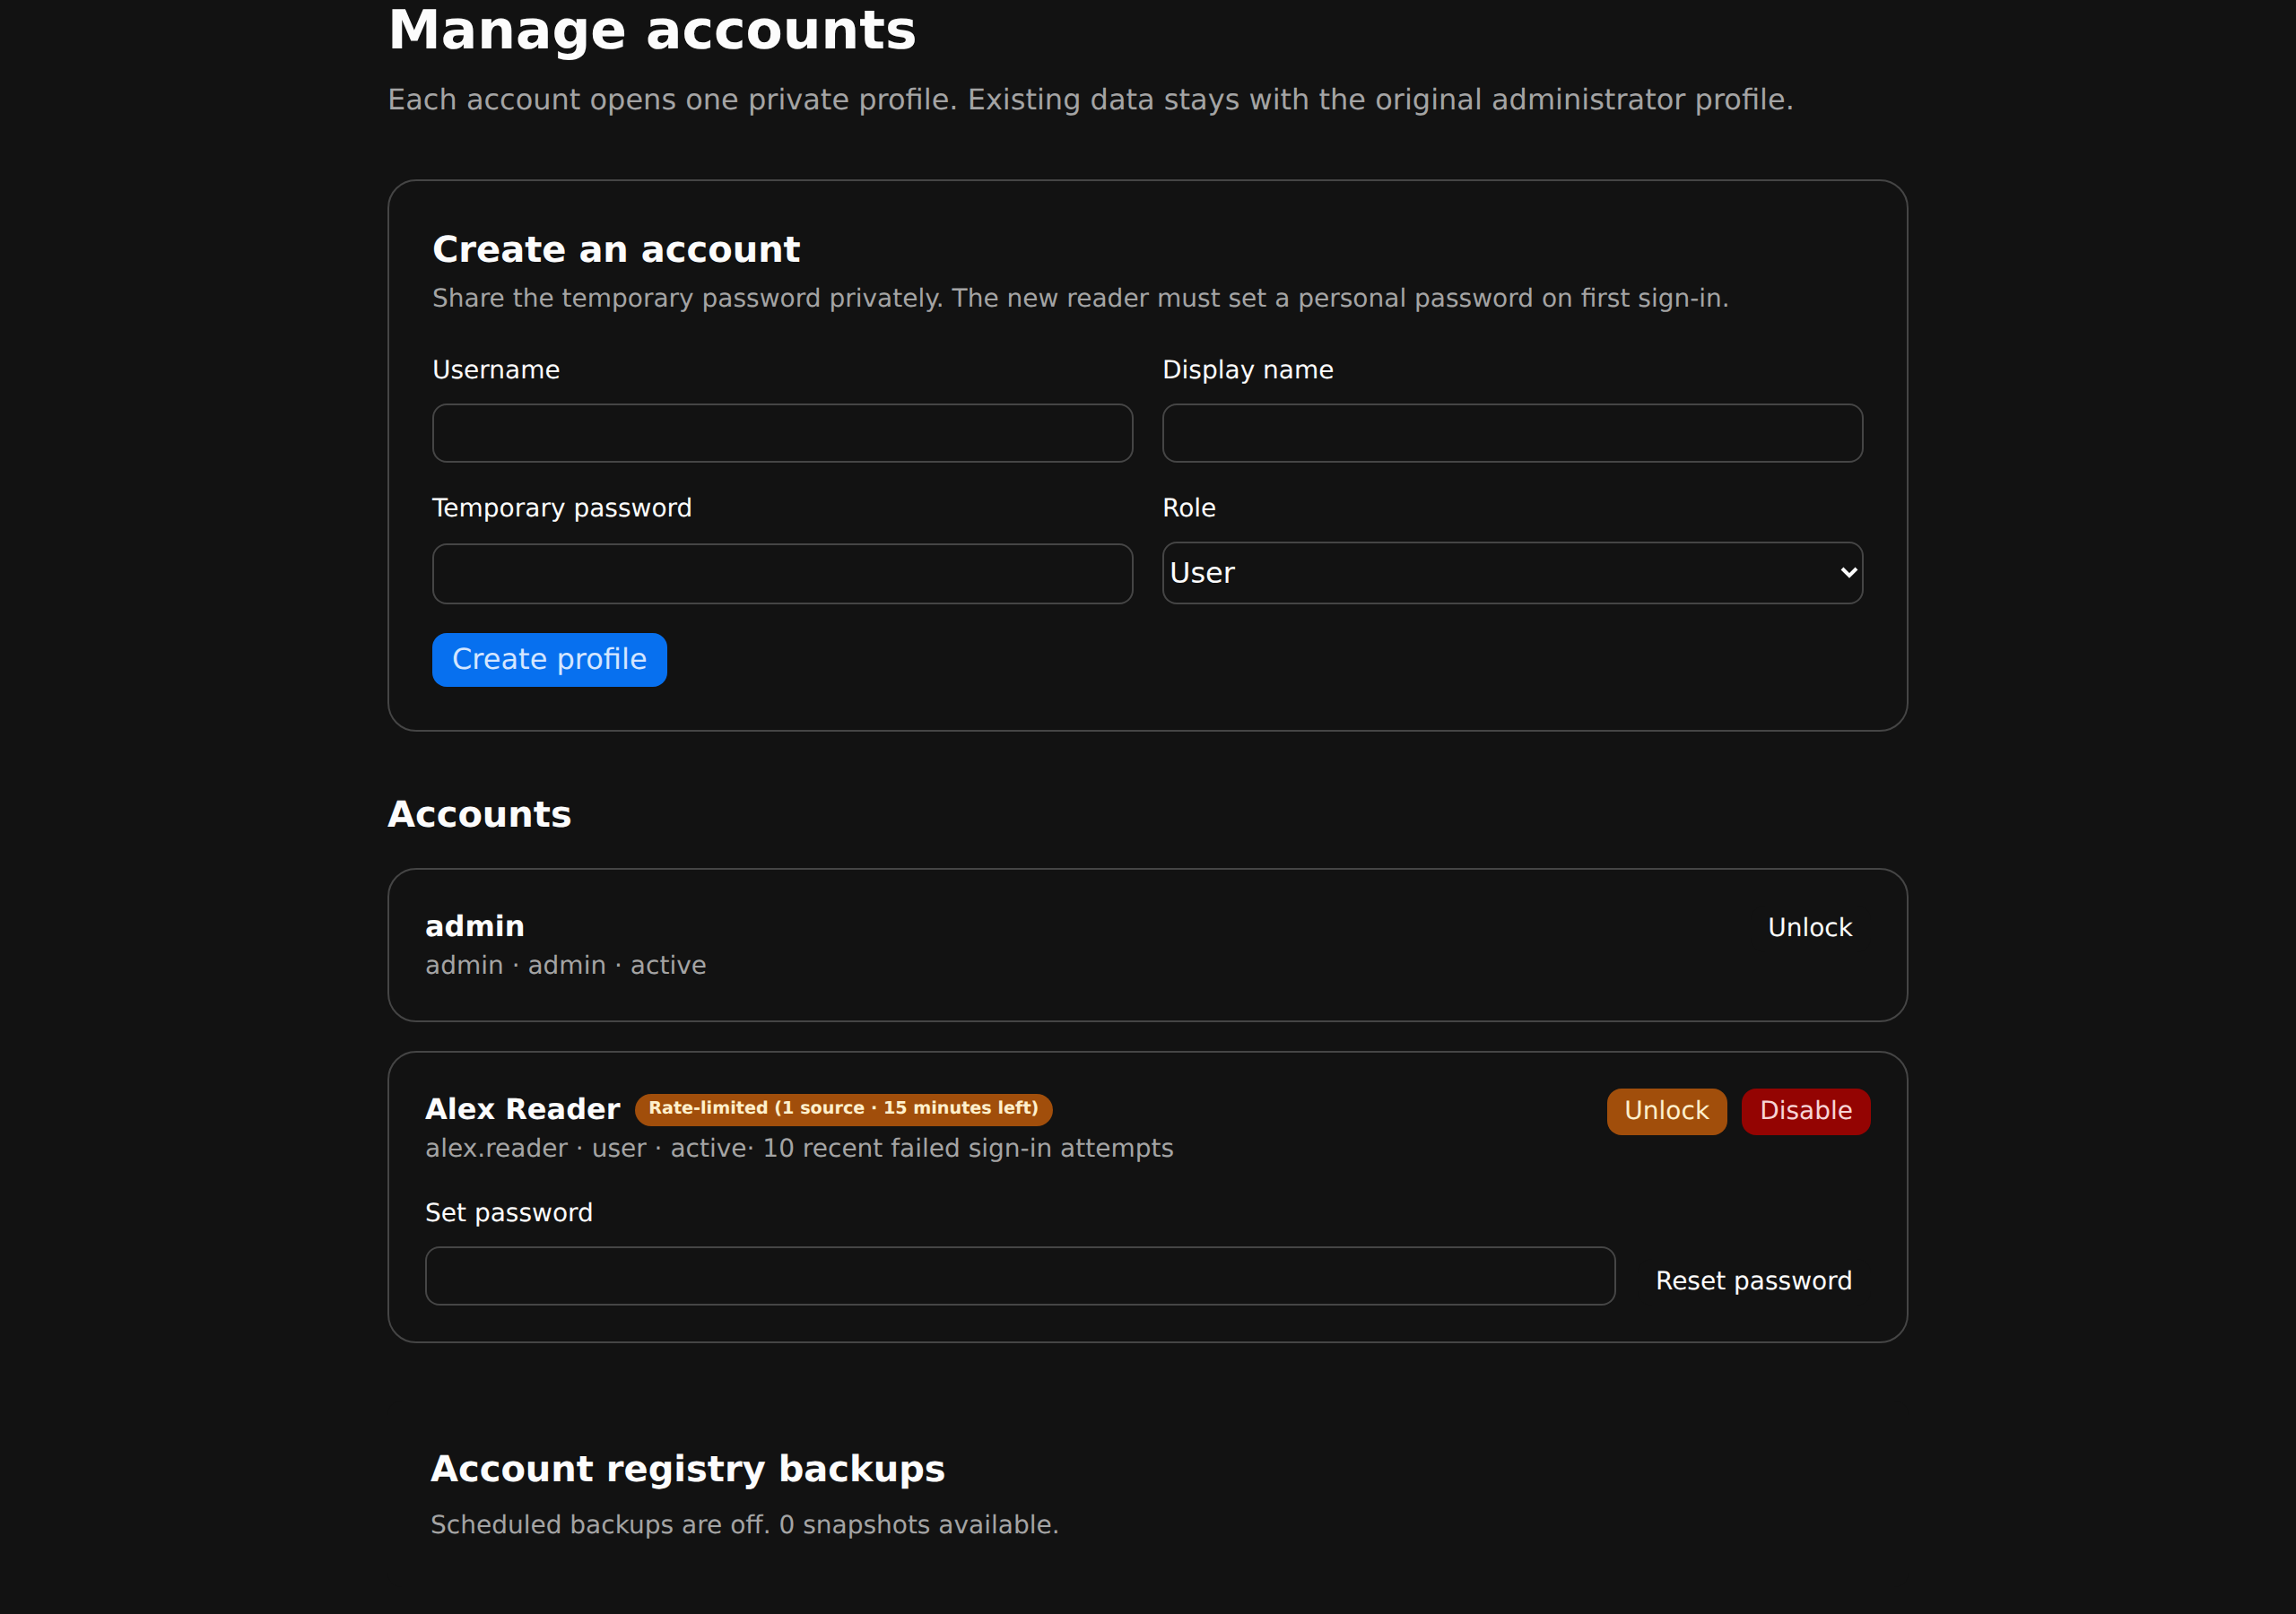 Manage accounts
Each account opens one private profile. Existing data stays with the original administrator profile.
Create an account
Share the temporary password privately. The new reader must set a personal password on first sign-in.
Username
Display name
Temporary password
Role
User
Create profile
Accounts
admin
Unlock
admin · admin · active
Alex Reader
Rate-limited (1 source · 15 minutes left)
Unlock
Disable
alex.reader · user · active· 10 recent failed sign-in attempts
Set password
Reset password
Account registry backups
Scheduled backups are off. 0 snapshots available.